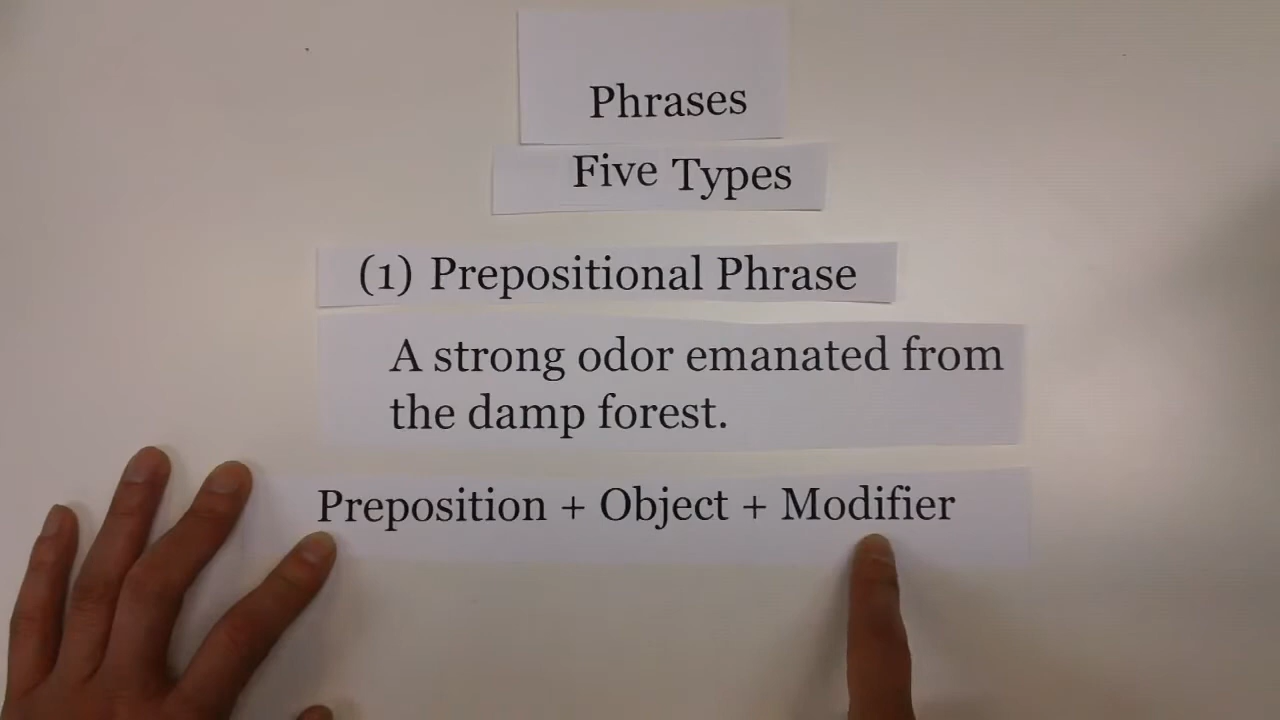 Phrases
Five Types
(1) Prepositional Phrase
A strong odor emanated from
the damp forest.
Preposition + Object + Modifier